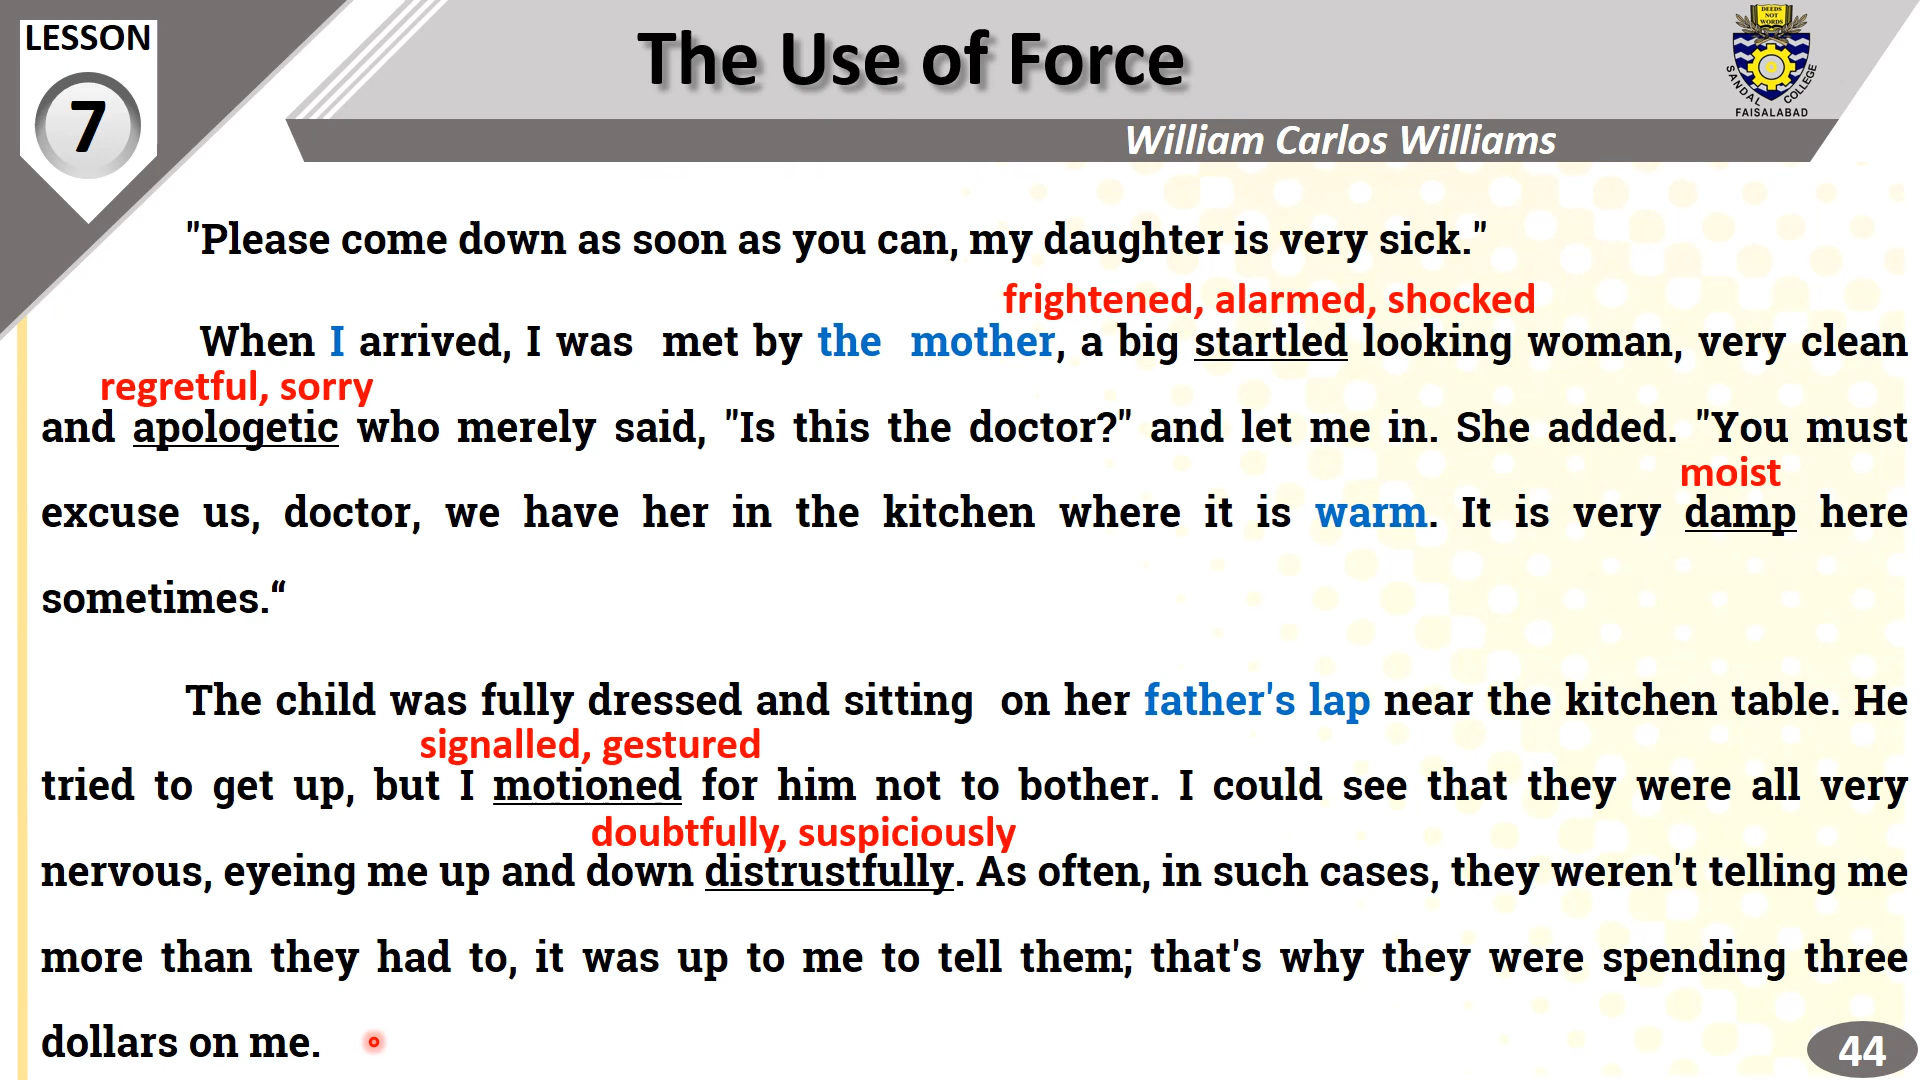 LESSON
7
The Use of Force
DEEDS
NOT
WORDS
SANDAL COLLEGE
FAISALABAD
William Carlos Williams
"Please come down as soon as you can, my daughter is very sick."
frightened, alarmed, shocked
When I arrived, I was met by the mother, a big startled looking woman, very clean
regretful, sorry
and apologetic who merely said, "Is this the doctor?" and let me in. She added. "You must
moist
excuse us, doctor, we have her in the kitchen where it is warm. It is very damp here
sometimes.“
The child was fully dressed and sitting on her father's lap near the kitchen table. He
signalled, gestured
tried to get up, but I motioned for him not to bother. I could see that they were all very
doubtfully, suspiciously
nervous, eyeing me up and down distrustfully. As often, in such cases, they weren't telling me
more than they had to, it was up to me to tell them; that's why they were spending three
dollars on me.
44